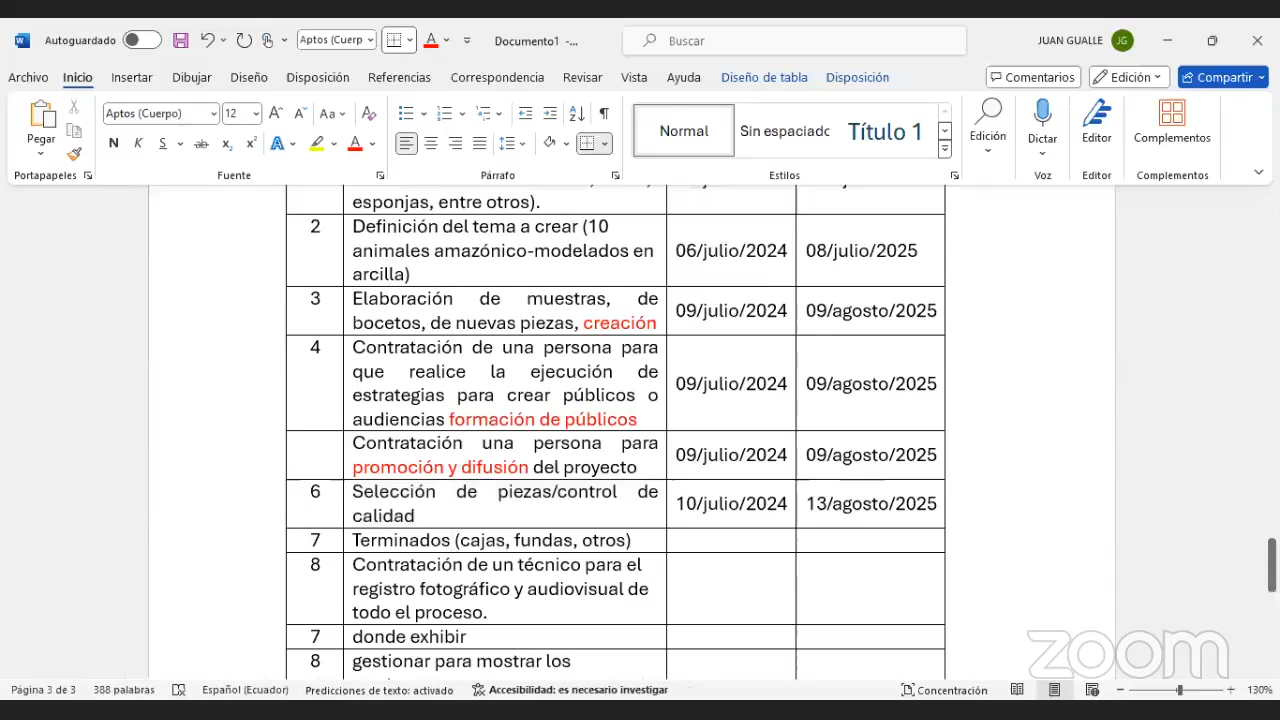 Autoguardado
Aptos (Cuerp
Documento1 -...
Buscar
JUAN GUALLE
JG
Archivo Inicio Insertar Dibujar Diseño Disposición Referencias Correspondencia Revisar Vista Ayuda Diseño de tabla Disposición
Comentarios
Edición
Compartir
Pegar
Aptos (Cuerpo)
12
N K S ab x₂ x²
Normal
Sin espaciado
Título 1
Edición
Dictar
Editor
Complementos
Portapapeles
Fuente
Párrafo
Estilos
Voz
Editor
Complementos
esponjas, entre otros).
2 Definición del tema a crear (10
animales amazónico-modelados en
arcilla)
06/julio/2024 08/julio/2025
3 Elaboración de muestras, de
bocetos, de nuevas piezas, creación
09/julio/2024 09/agosto/2025
4 Contratación de una persona para
que realice la ejecución de
estrategias para crear públicos o
audiencias formación de públicos
09/julio/2024 09/agosto/2025
Contratación una persona para
promoción y difusión del proyecto
09/julio/2024 09/agosto/2025
6 Selección de piezas/control de
calidad
10/julio/2024 13/agosto/2025
7 Terminados (cajas, fundas, otros)
8 Contratación de un técnico para el
registro fotográfico y audiovisual de
todo el proceso.
7 donde exhibir
8 gestionar para mostrar los
zoom
Página 3 de 3 388 palabras Español (Ecuador) Predicciones de texto: activado Accesibilidad: es necesario investigar Concentración 130%